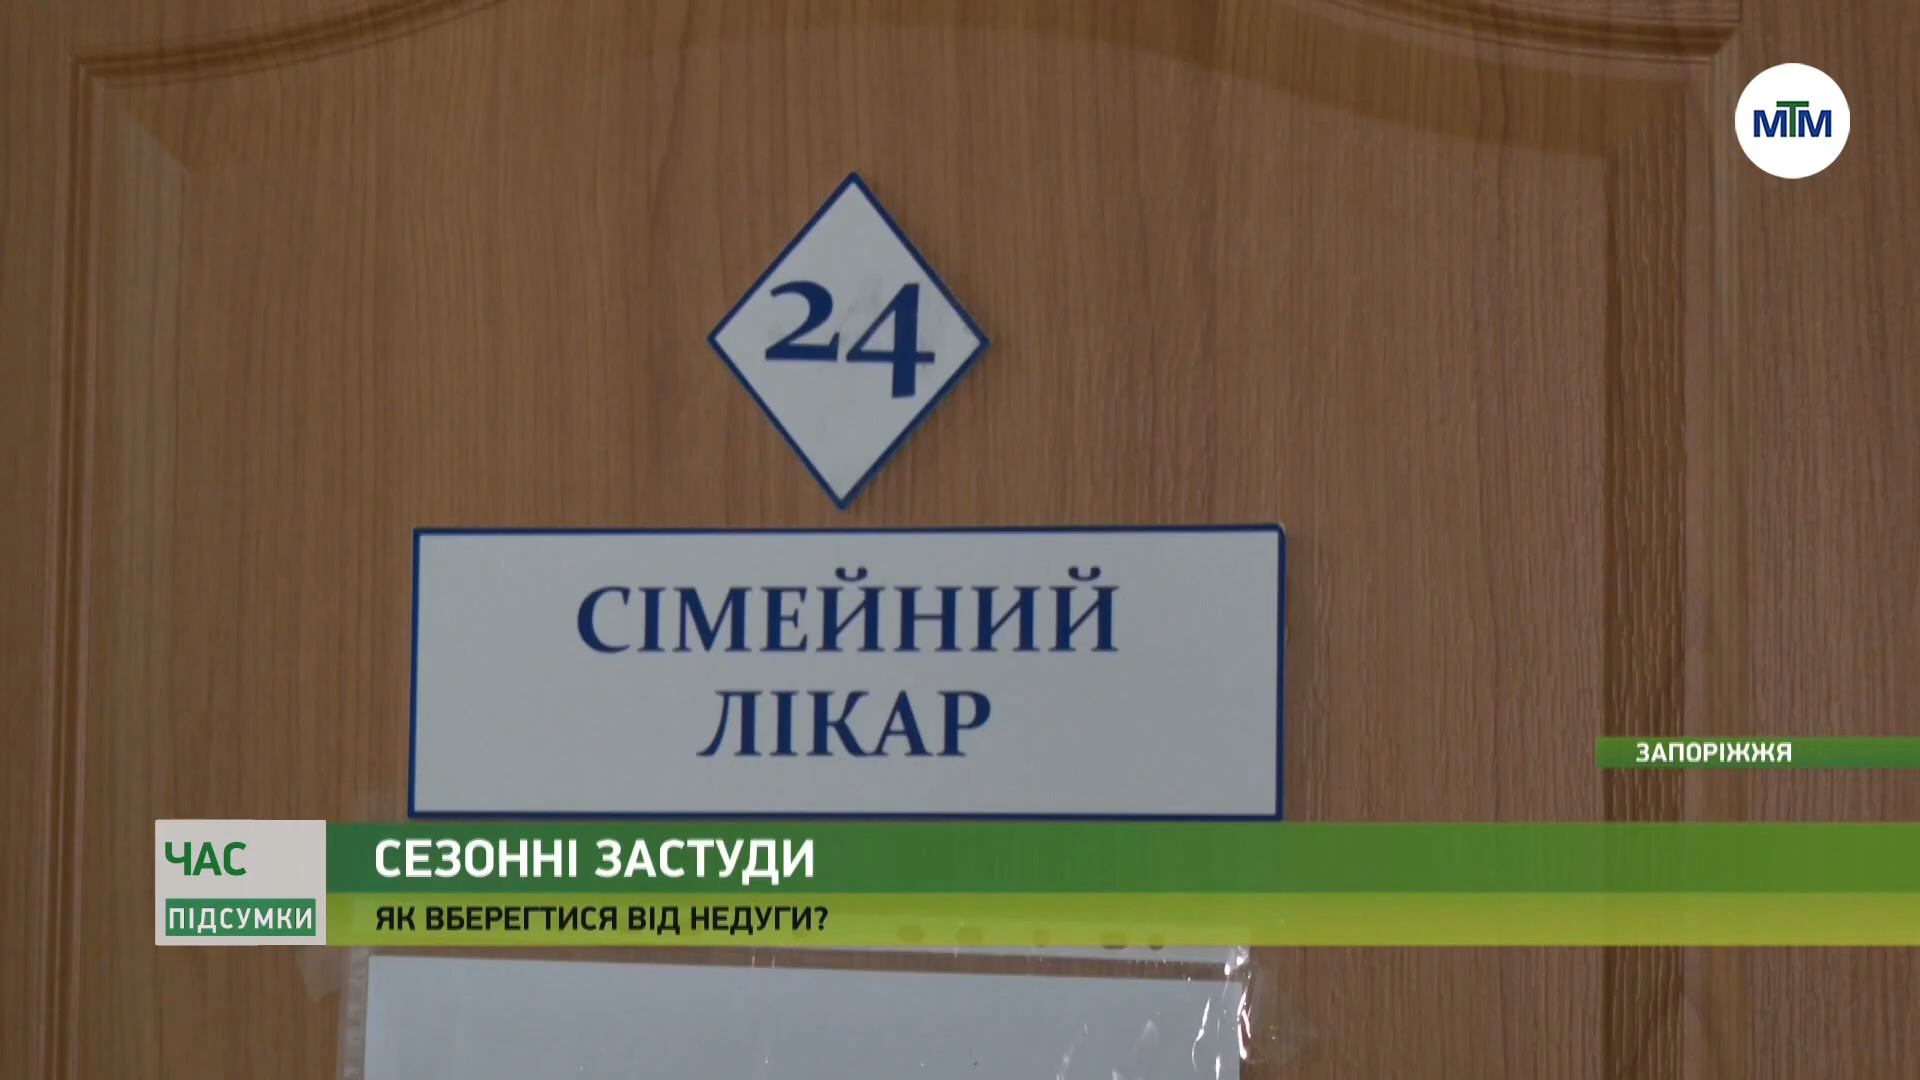 МТМ
24
СІМЕЙНИЙ
ЛІКАР
ЗАПОРІЖЖЯ
ЧАС
ПІДСУМКИ
СЕЗОННІ ЗАСТУДИ
ЯК ВБЕРЕГТИСЯ ВІД НЕДУГИ?